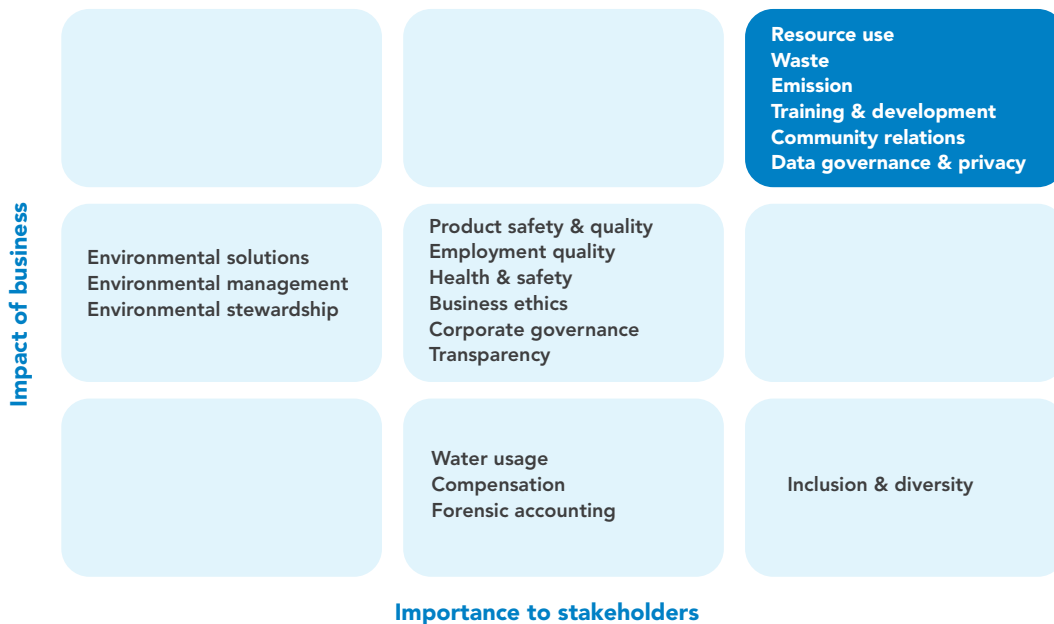 Resource use
Waste
Emission
Training & development
Community relations
Data governance & privacy
Impact of business
Environmental solutions
Environmental management
Environmental stewardship
Product safety & quality
Employment quality
Health & safety
Business ethics
Corporate governance
Transparency
Water usage
Compensation
Forensic accounting
Inclusion & diversity
Importance to stakeholders